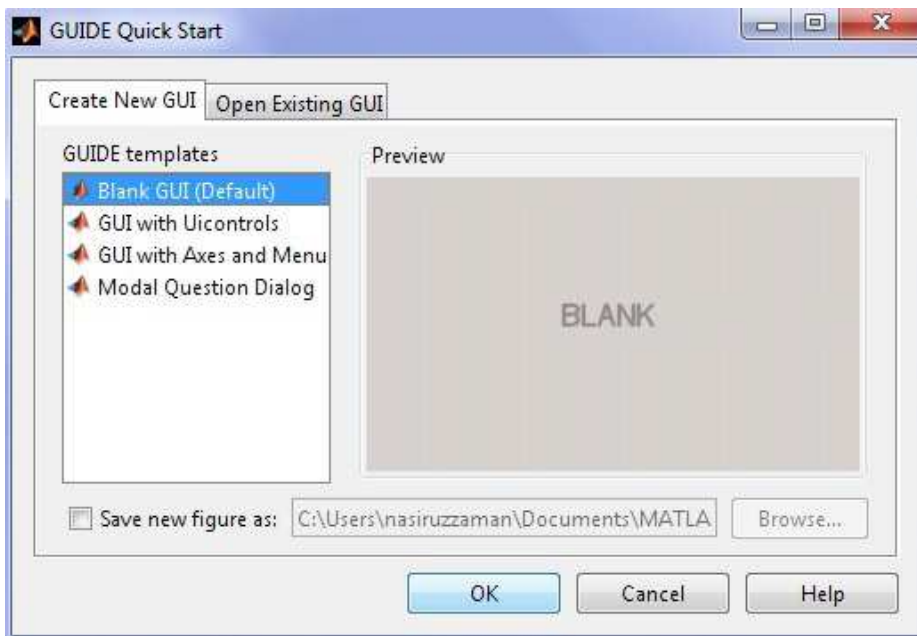 GUIDE Quick Start
Create New GUI
Open Existing GUI
GUIDE templates
Blank GUI (Default)
GUI with Uicontrols
GUI with Axes and Menu
Modal Question Dialog
Preview
BLANK
Save new figure as:
C:\Users\nasiruzzaman\Documents\MATLA
Browse...
OK
Cancel
Help